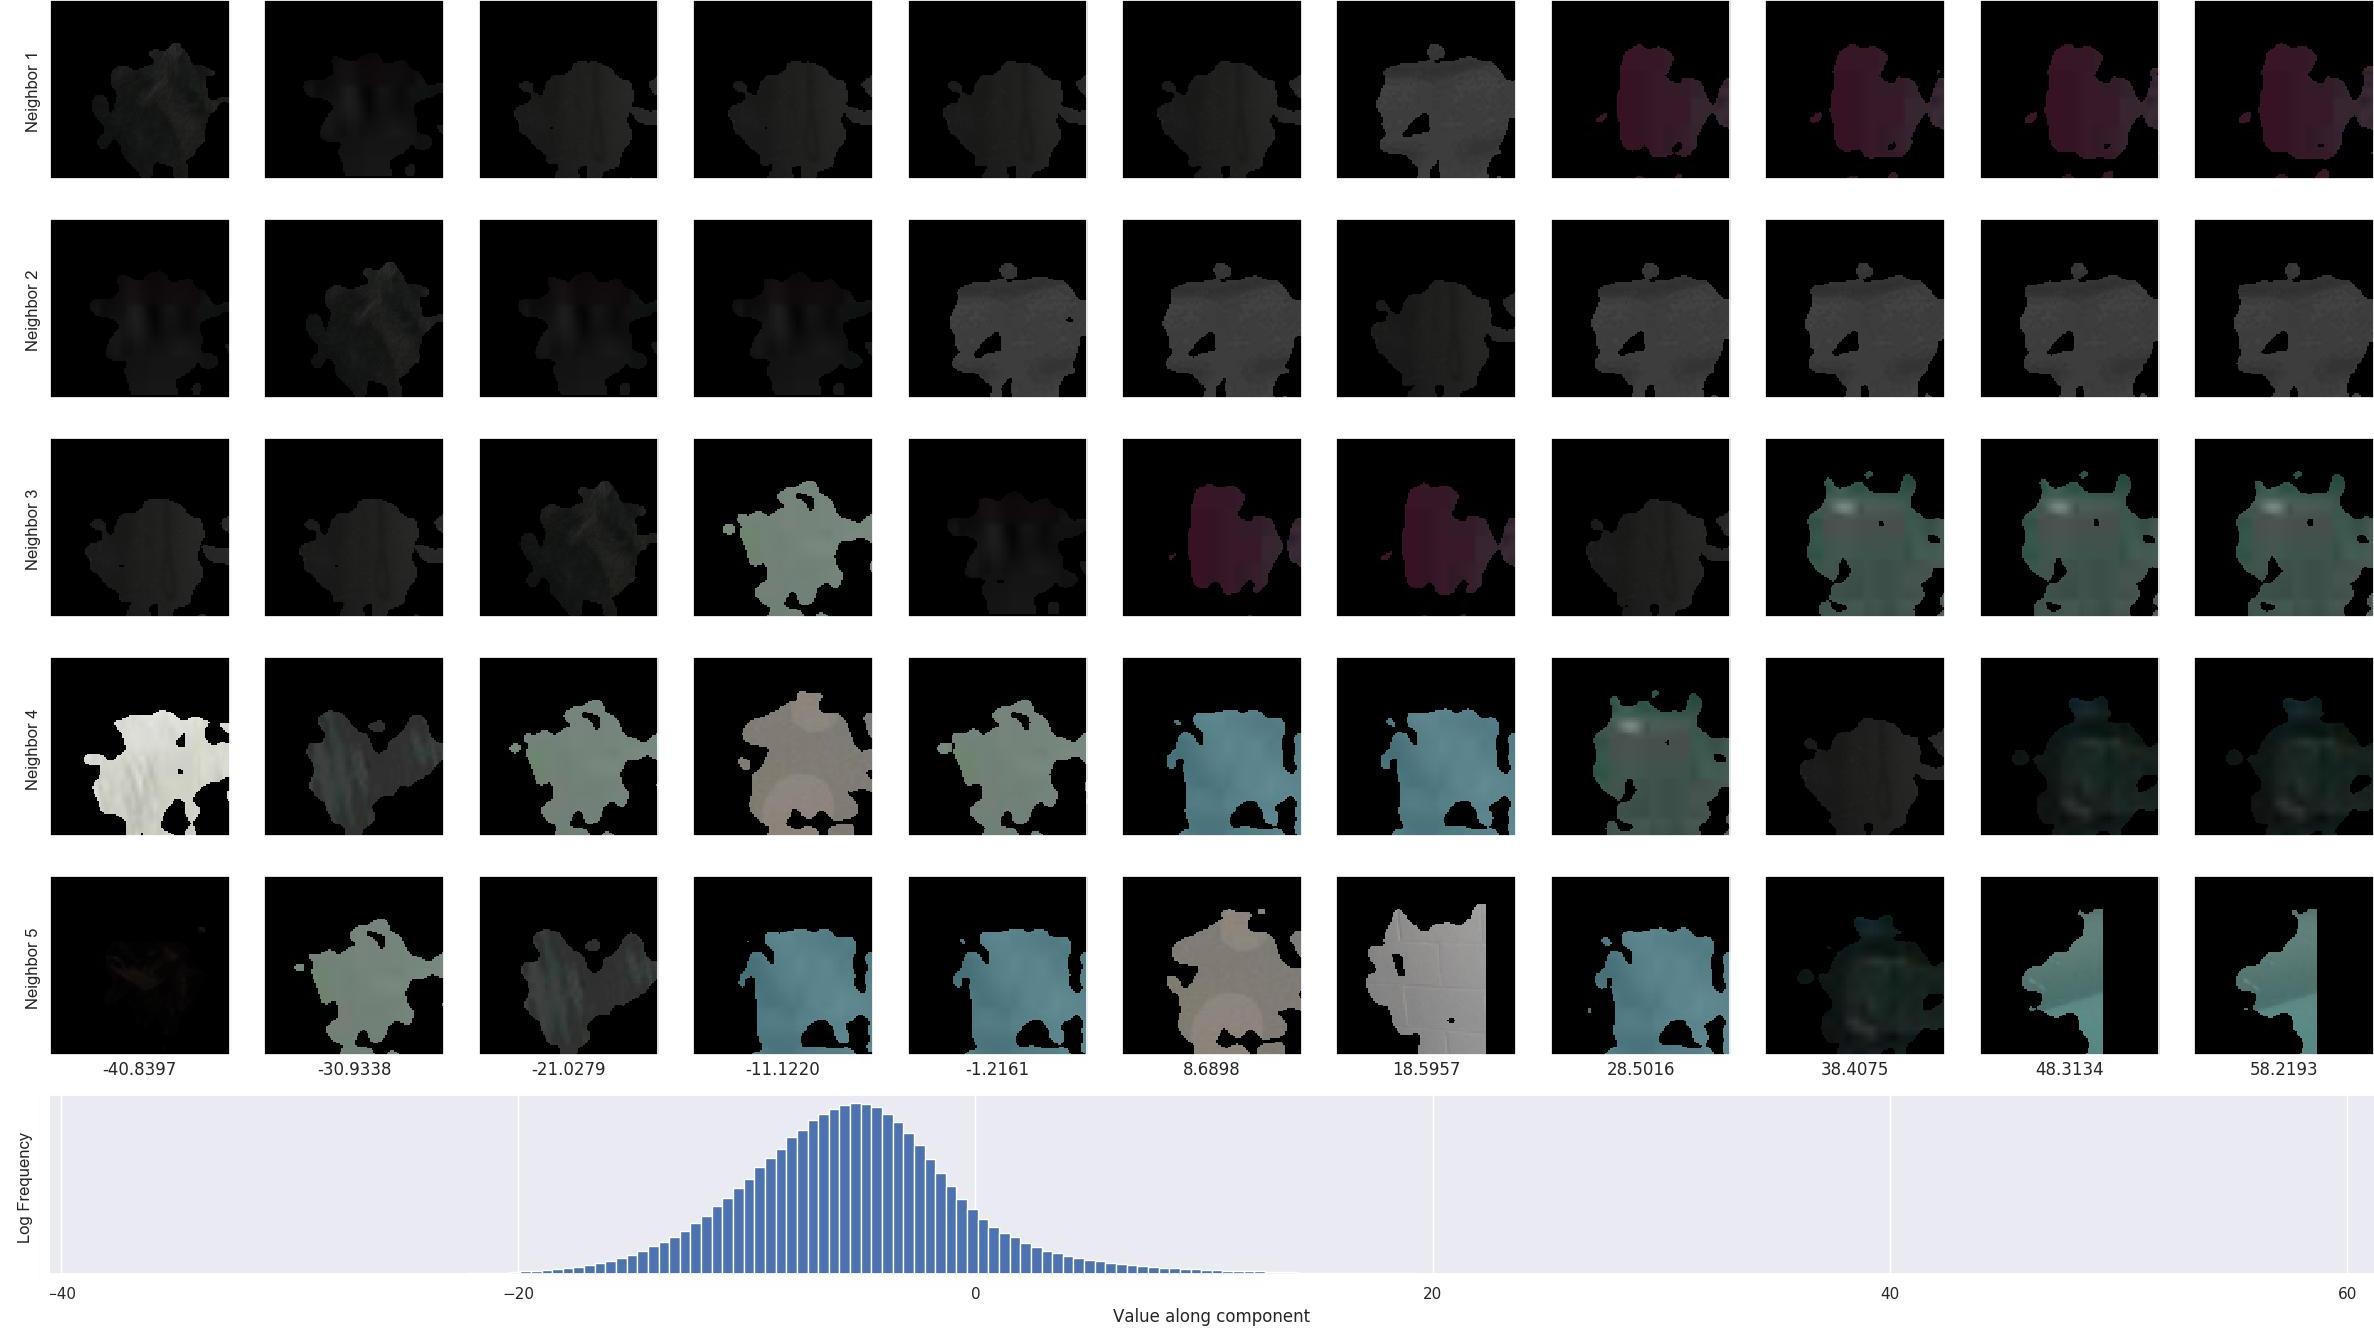 Neighbor 1
Neighbor 2
Neighbor 3
Neighbor 4
Neighbor 5
-40.8397 -30.9338 -21.0279 -11.1220 -1.2161 8.6898 18.5957 28.5016 38.4075 48.3134 58.2193
Log Frequency
−40 −20 0 20 40 60
Value along component